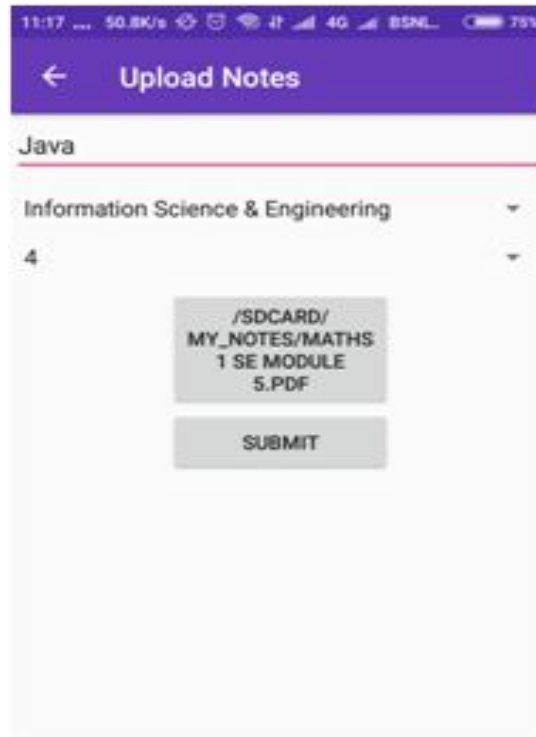 11:17 ... 50.8K/s 4G BSNL... 75%
Upload Notes
Java
Information Science & Engineering
4
/SDCARD/
MY_NOTES/MATHS
1 SE MODULE
5.PDF
SUBMIT